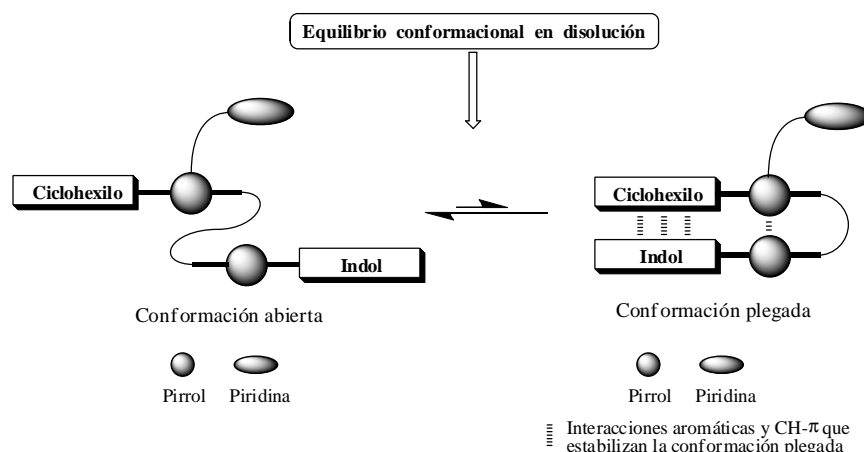 Equilibrio conformacional en disolución
Ciclohexilo
Indol
Conformación abierta
Pirrol Piridina
Ciclohexilo
Indol
Conformación plegada
Pirrol Piridina
Interacciones aromáticas y CH-π que
estabilizan la conformación plegada